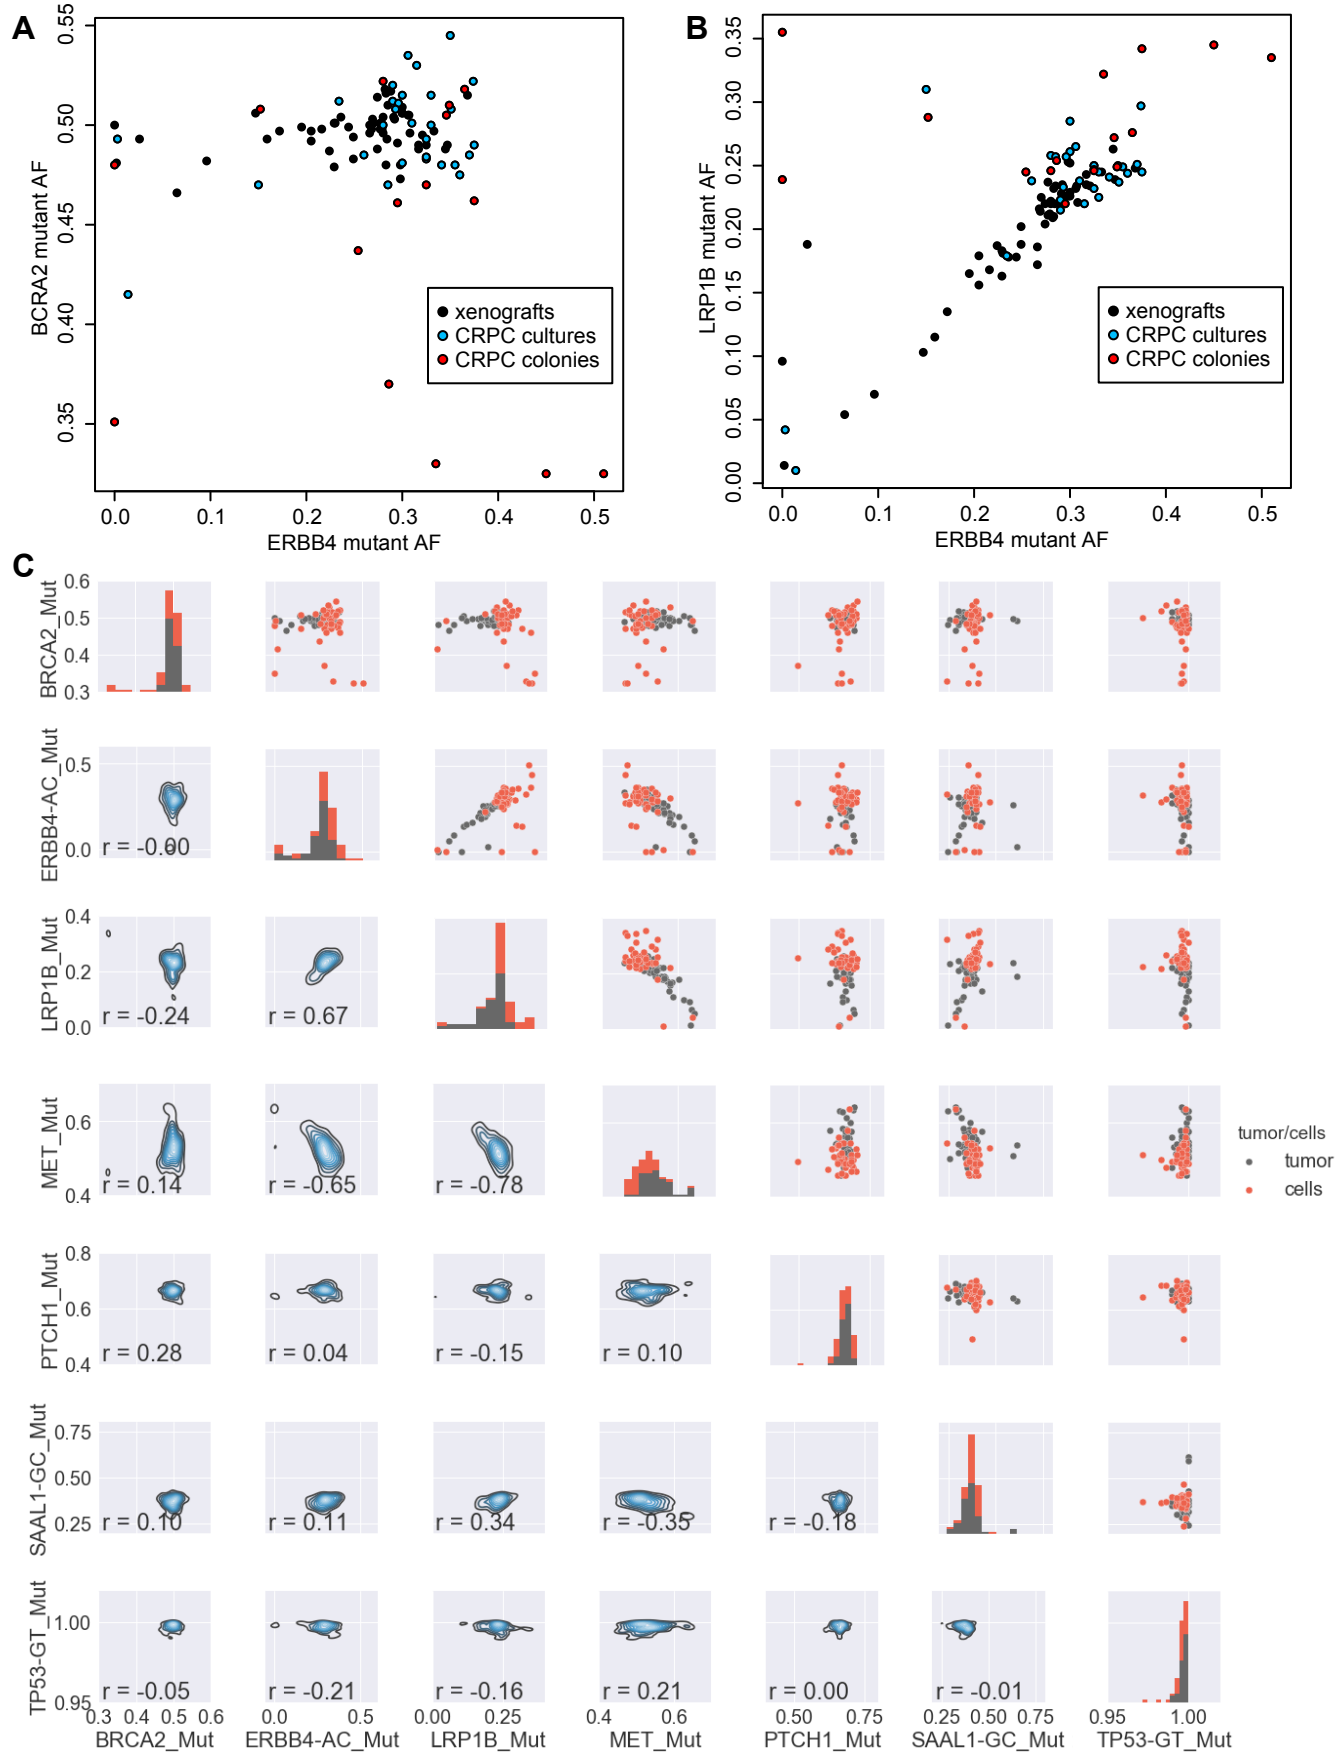 A
BCRA2 mutant AF
0.55
0.50
0.45
0.40
0.35
xenografts
CRPC cultures
CRPC colonies
0.0 0.1 0.2 0.3 0.4 0.5
ERBB4 mutant AF
B
LRP1B mutant AF
0.35
0.30
0.25
0.20
0.15
0.10
0.05
0.00
xenografts
CRPC cultures
CRPC colonies
0.0 0.1 0.2 0.3 0.4 0.5
ERBB4 mutant AF
C
BRCA2_Mut
0.6
0.5
0.4
0.3
ERBB4-AC_Mut
0.5
0.0
r = -0.60
LRP1B_Mut
0.4
0.2
0.0
r = -0.24
r = 0.67
MET_Mut
0.6
0.4
r = 0.14
r = -0.65
r = -0.78
tumor/cells
tumor
cells
PTCH1_Mut
0.8
0.6
0.4
r = 0.28
r = 0.04
r = -0.15
r = 0.10
SAAL1-GC_Mut
0.75
0.50
0.25
r = 0.10
r = 0.11
r = 0.34
r = -0.35
r = -0.18
TP53-GT_Mut
1.00
0.95
r = -0.05
r = -0.21
r = -0.16
r = 0.21
r = 0.00
r = -0.01
0.3 0.4 0.5 0.6
0.0 0.5
0.00 0.25
0.4 0.6
0.50 0.75
0.25 0.50 0.75
0.95 1.00
BRCA2_Mut
ERBB4-AC_Mut
LRP1B_Mut
MET_Mut
PTCH1_Mut
SAAL1-GC_Mut
TP53-GT_Mut